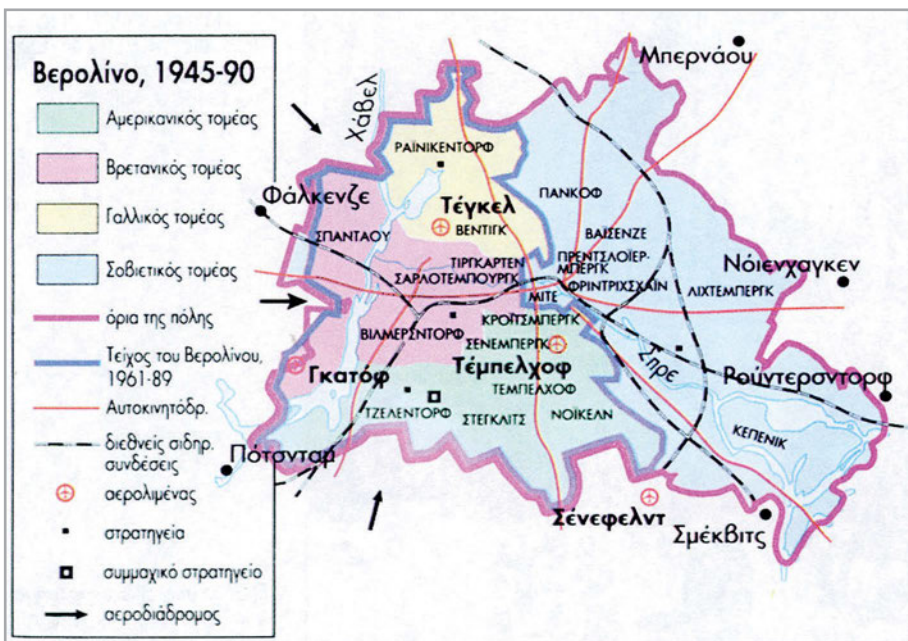 Βερολίνο, 1945-90
Αμερικανικός τομέας
Βρετανικός τομέας
Γαλλικός τομέας
Σοβιετικός τομέας
όρια της πόλης
Τείχος του Βερολίνου,
1961-89
Αυτοκινητόδρ.
διεθνείς σιδηρ.
συνδέσεις
αερολιμένας
στρατηγεία
συμμαχικό στρατηγείο
αεροδιάδρομος
Μπερνάου
Χάβελ
ΡΑΪΝΙΚΕΝΤΟΡΦ
ΠΑΝΚΟΦ
Φάλκενζε
Τέγκελ
ΒΕΝΤΙΓΚ
ΣΠΑΝΤΑΟΥ
ΒΑΪΣΕΝΖΕ
ΤΙΡΓΚΑΡΤΕΝ
ΠΡΕΝΤΣΛΟΪΕΡ-
ΜΠΕΡΓΚ
ΣΑΡΛΟΤΕΜΠΟΥΡΓΚ
ΦΡΙΝΤΡΙΧΣΧΑΪΝ
Νόιενχαγκεν
ΛΙΧΤΕΜΠΕΡΓΚ
ΜΙΤΕ
ΚΡΟΪΤΣΜΠΕΡΓΚ
ΒΙΛΜΕΡΣΝΤΟΡΦ
ΣΕΝΕΜΠΕΡΓΚ
Σπρε
Γκατόφ
Τέμπελχοφ
Ρούντερσντορφ
ΤΕΜΠΕΛΧΟΦ
ΤΖΕΛΕΝΤΟΡΦ
ΣΤΕΓΚΛΙΤΣ
ΝΟΪΚΕΛΝ
ΚΕΠΕΝΙΚ
Πότσνταμ
Σένεφελντ
Σμέκβιτς